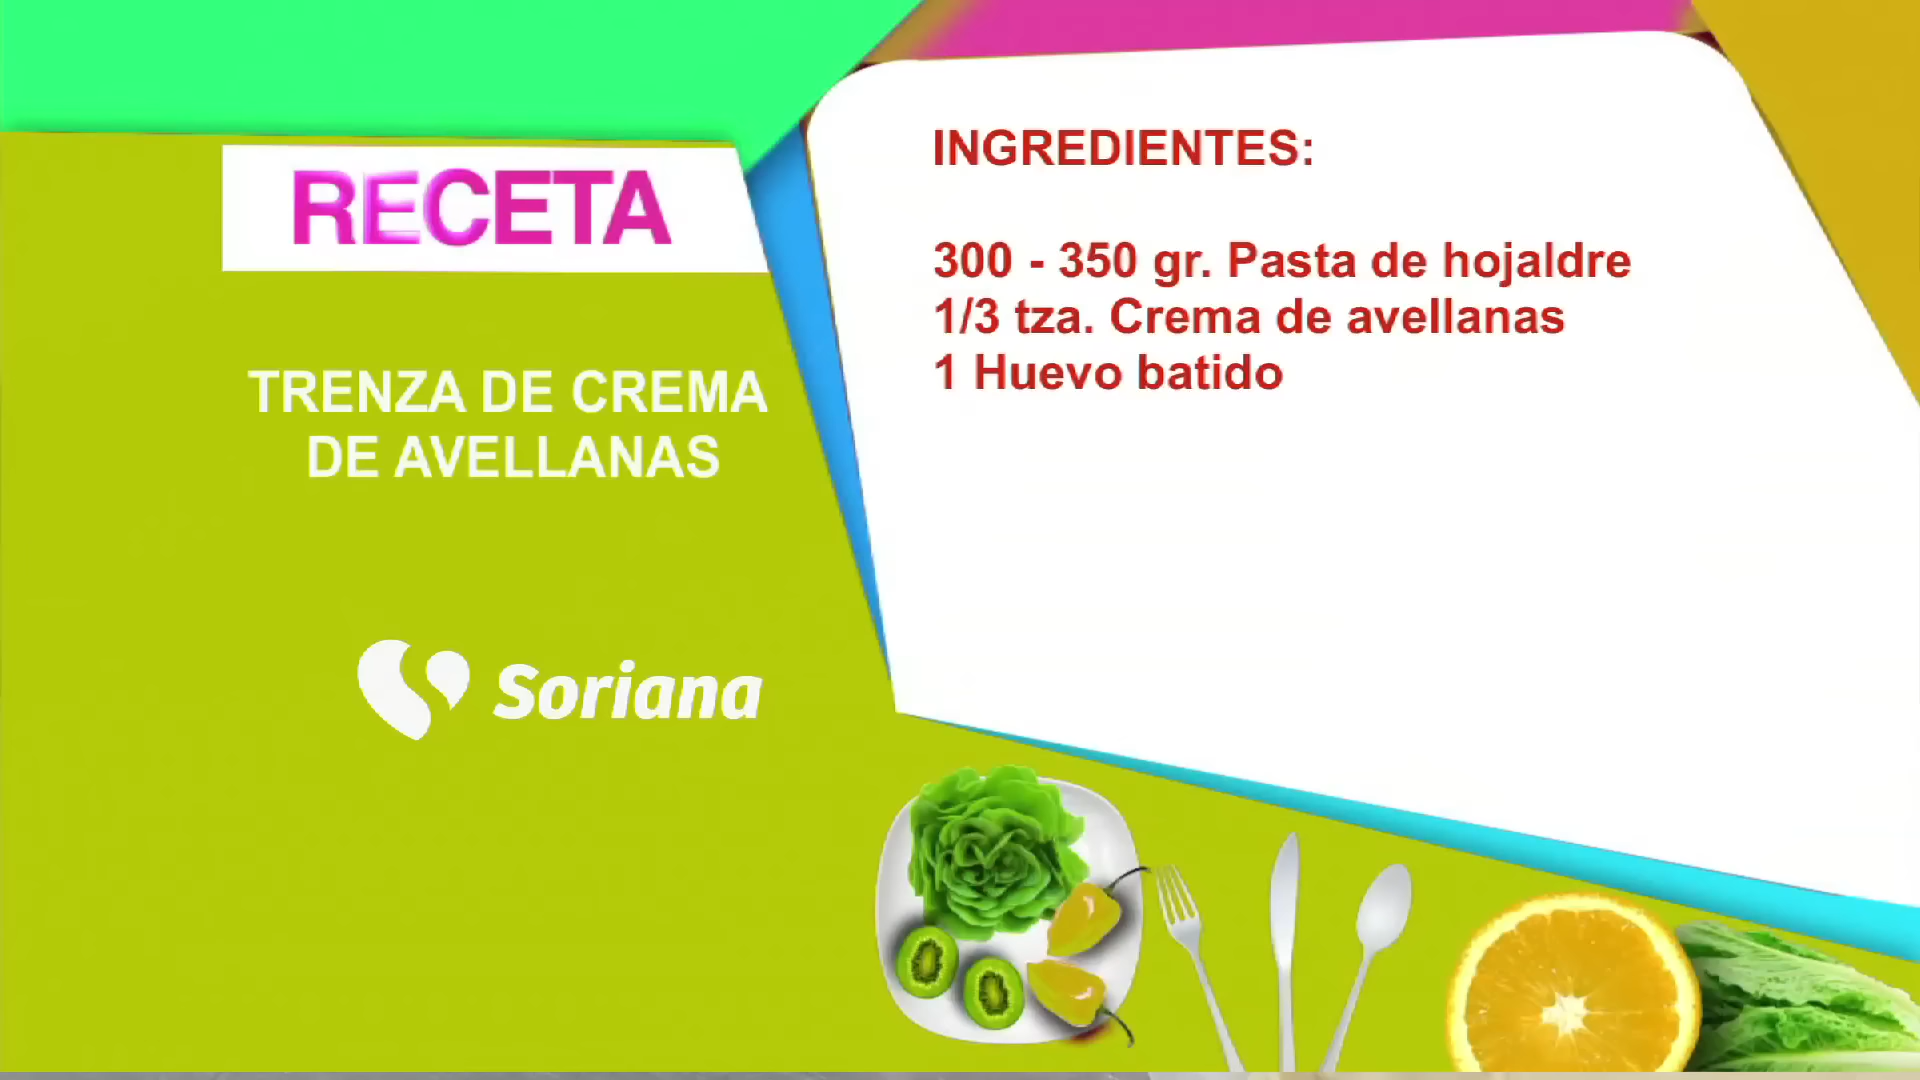 RECETA
TRENZA DE CREMA
DE AVELLANAS
Soriana
INGREDIENTES:
300 - 350 gr. Pasta de hojaldre
1/3 tza. Crema de avellanas
1 Huevo batido